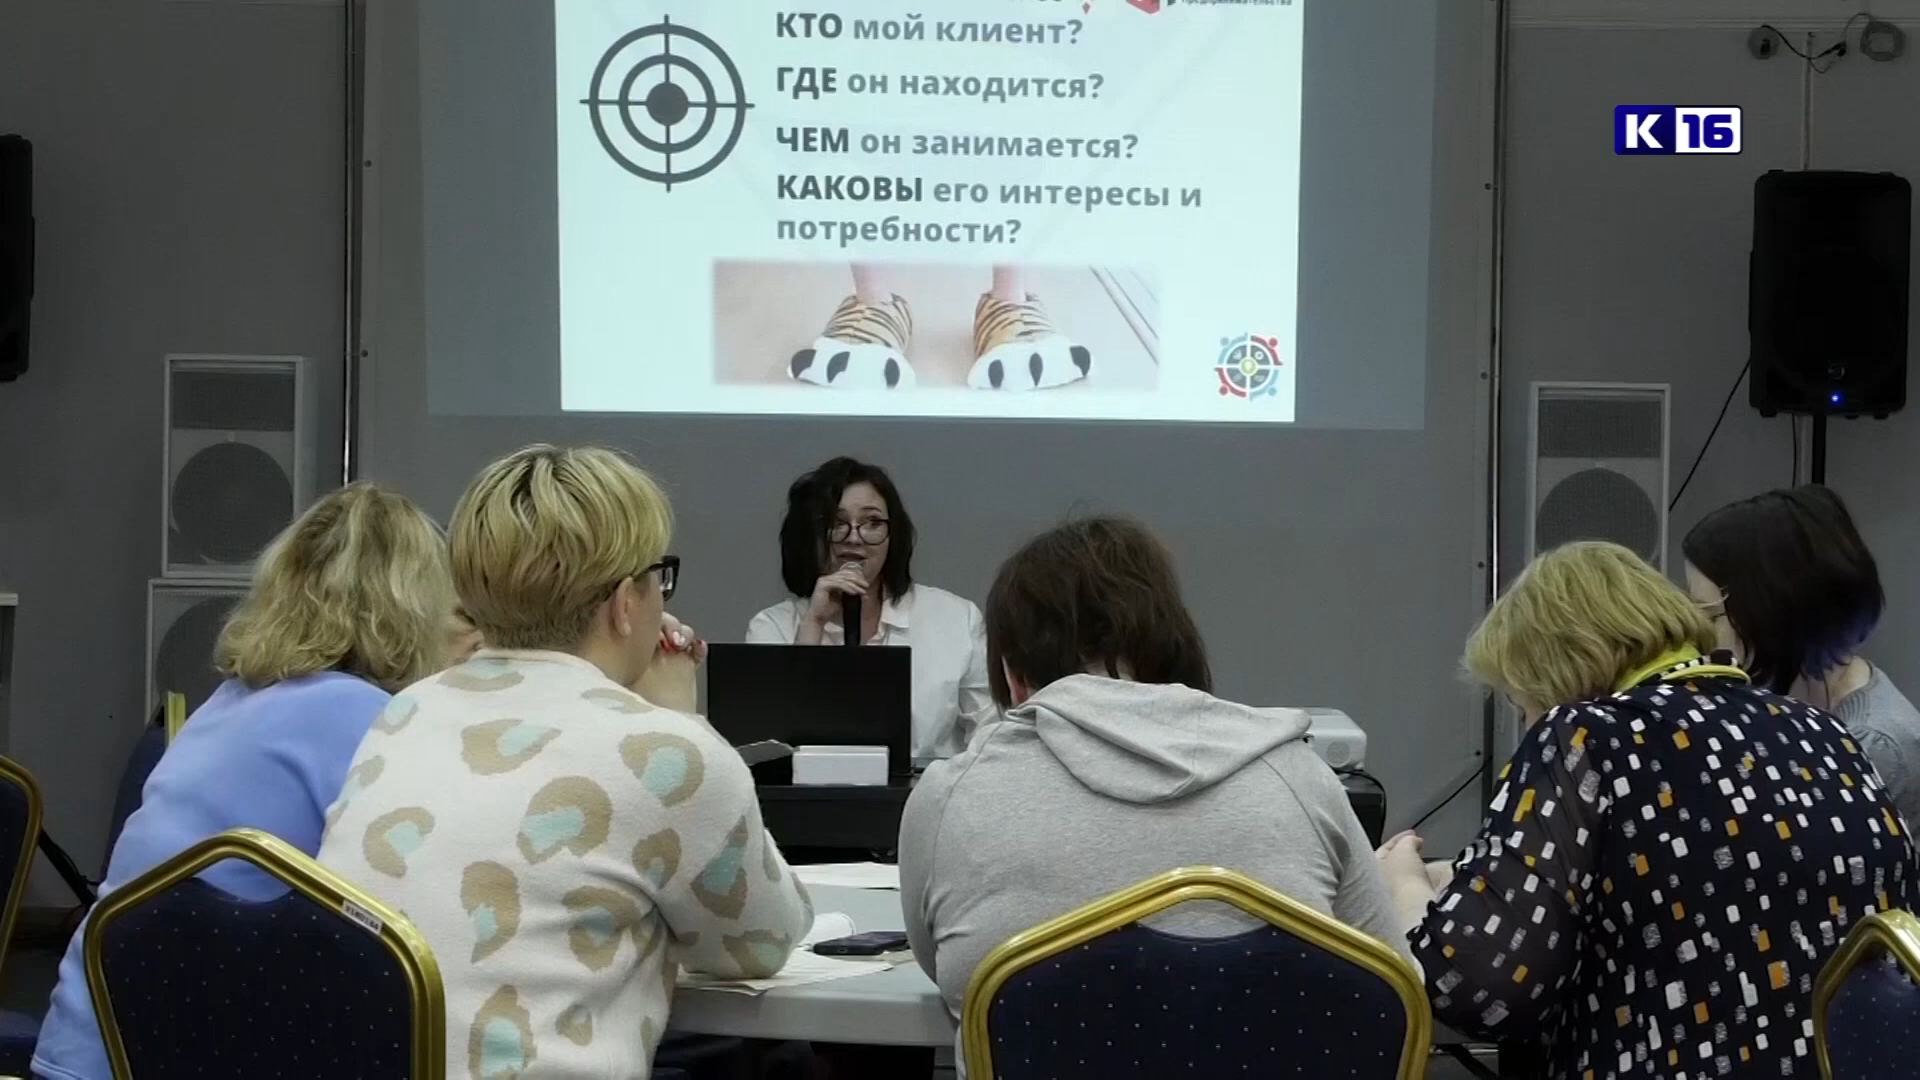 КТО мой клиент?
ГДЕ он находится?
ЧЕМ он занимается?
КАКОВЫ его интересы и
потребности?
К 16